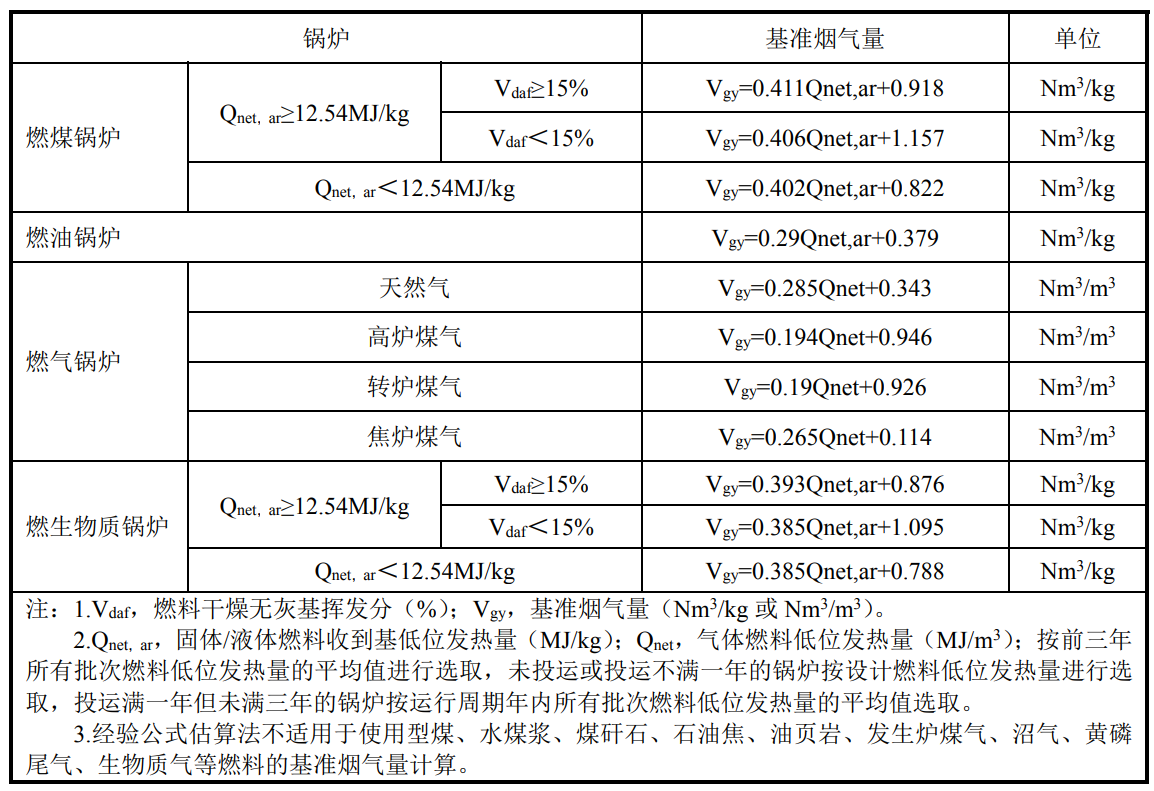 锅炉 基准烟气量 单位
燃煤锅炉 Qnet，ar≥12.54MJ/kg Vdaf≥15% Vgy=0.411Qnet,ar+0.918 Nm3/kg
Vdaf＜15% Vgy=0.406Qnet,ar+1.157 Nm3/kg
Qnet，ar＜12.54MJ/kg Vgy=0.402Qnet,ar+0.822 Nm3/kg
燃油锅炉 Vgy=0.29Qnet,ar+0.379 Nm3/kg
燃气锅炉 天然气 Vgy=0.285Qnet+0.343 Nm3/m3
高炉煤气 Vgy=0.194Qnet+0.946 Nm3/m3
转炉煤气 Vgy=0.19Qnet+0.926 Nm3/m3
焦炉煤气 Vgy=0.265Qnet+0.114 Nm3/m3
燃生物质锅炉 Qnet，ar≥12.54MJ/kg Vdaf≥15% Vgy=0.393Qnet,ar+0.876 Nm3/kg
Vdaf＜15% Vgy=0.385Qnet,ar+1.095 Nm3/kg
Qnet，ar＜12.54MJ/kg Vgy=0.385Qnet,ar+0.788 Nm3/kg
注：1.Vdaf，燃料干燥无灰基挥发分（%）；Vgy，基准烟气量（Nm3/kg 或 Nm3/m3）。
2.Qnet，ar，固体/液体燃料收到基低位发热量（MJ/kg）；Qnet，气体燃料低位发热量（MJ/m3）；按前三年
所有批次燃料低位发热量的平均值进行选取，未投运或投运不满一年的锅炉按设计燃料低位发热量进行选
取，投运满一年但未满三年的锅炉按运行周期年内所有批次燃料低位发热量的平均值选取。
3.经验公式估算法不适用于使用型煤、水煤浆、煤矸石、石油焦、油页岩、发生炉煤气、沼气、黄磷
尾气、生物质气等燃料的基准烟气量计算。